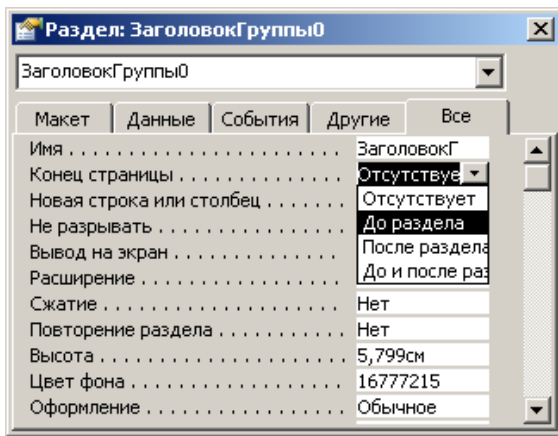 Раздел: ЗаголовокГруппы0
ЗаголовокГруппы0
Макет Данные События Другие Все
Имя . . . . . . . . . . . . . . . . . . . . . . . . ЗаголовокГ
Конец страницы . . . . . . . . . . . . . . Отсутствуе
Новая строка или столбец . . . . . . . Отсутствует
Не разрывать . . . . . . . . . . . . . . . . До раздела
Вывод на экран . . . . . . . . . . . . . . После раздела
Расширение . . . . . . . . . . . . . . . . . До и после раз
Сжатие . . . . . . . . . . . . . . . . . . . . . Нет
Повторение раздела . . . . . . . . . . . Нет
Высота . . . . . . . . . . . . . . . . . . . . . 5,799см
Цвет фона . . . . . . . . . . . . . . . . . . 16777215
Оформление . . . . . . . . . . . . . . . . . Обычное